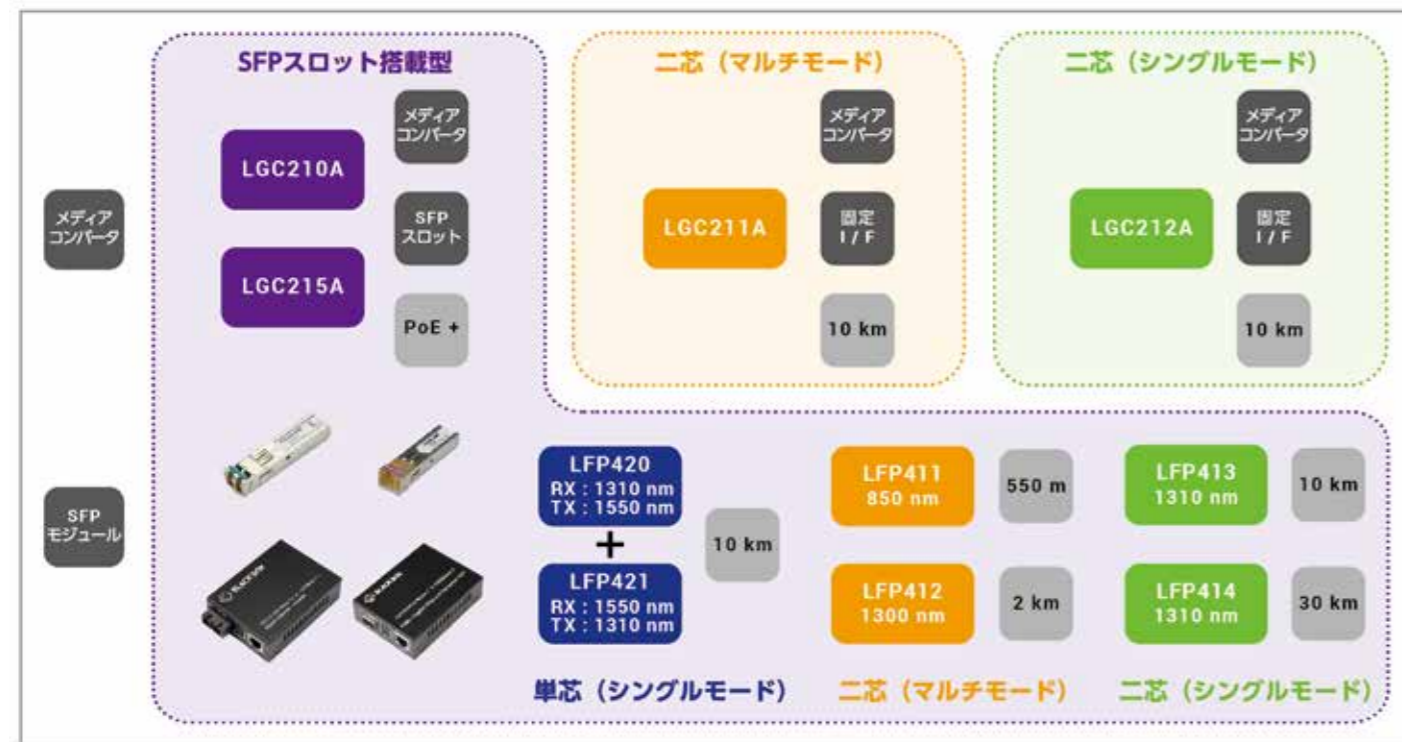 SFPスロット搭載型
二芯（マルチモード）
二芯（シングルモード）
メディア
コンバータ
LGC210A
LGC215A
メディア
コンバータ
SFP
スロット
PoE +
LGC211A
メディア
コンバータ
固定
I / F
10 km
LGC212A
メディア
コンバータ
固定
I / F
10 km
SFP
モジュール
BLACK BOX
BLACK BOX
LFP420
RX : 1310 nm
TX : 1550 nm
+
LFP421
RX : 1550 nm
TX : 1310 nm
10 km
単芯（シングルモード）
LFP411
850 nm
550 m
LFP412
1300 nm
2 km
二芯（マルチモード）
LFP413
1310 nm
10 km
LFP414
1310 nm
30 km
二芯（シングルモード）